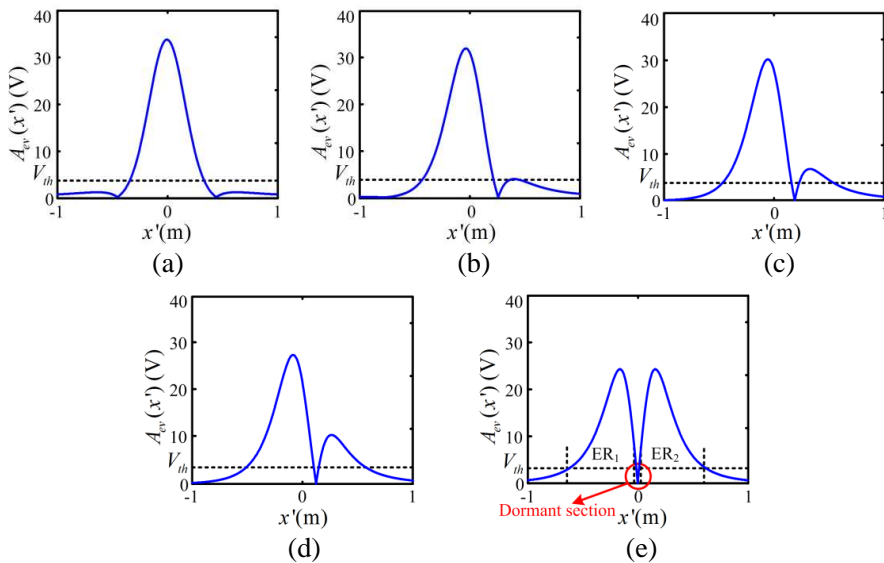 40
30
20
10
0
A_ev(x') (V)
V_th
-1
0
1
x'(m)
(a)
40
30
20
10
0
A_ev(x') (V)
V_th
-1
0
1
x'(m)
(b)
40
30
20
10
0
A_ev(x') (V)
V_th
-1
0
1
x'(m)
(c)
40
30
20
10
0
A_ev(x') (V)
V_th
-1
0
1
x'(m)
(d)
40
30
20
10
0
A_ev(x') (V)
V_th
ER₁ ER₂
-1
0
1
Dormant section
x'(m)
(e)